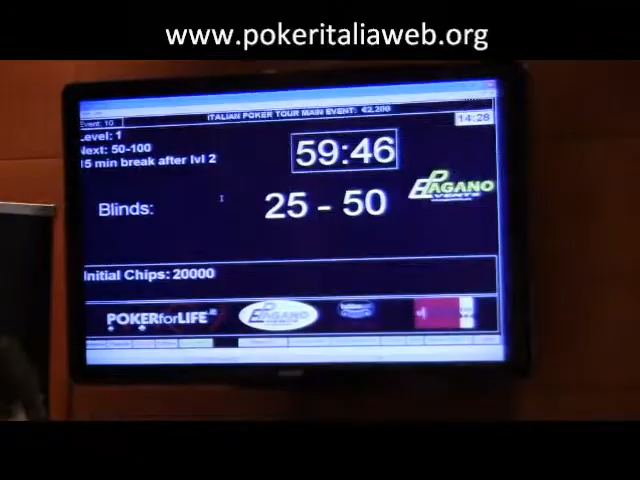 www.pokeritaliaweb.org
Event: 10
ITALIAN POKER TOUR MAIN EVENT: €2,200
Level: 1
14:28
Next: 50-100
59:46
15 min break after lvl 2
PAGANO
EVENTS
Blinds:
25 - 50
Initial Chips: 20000
POKERforLIFE
PAGANO
EVENTS